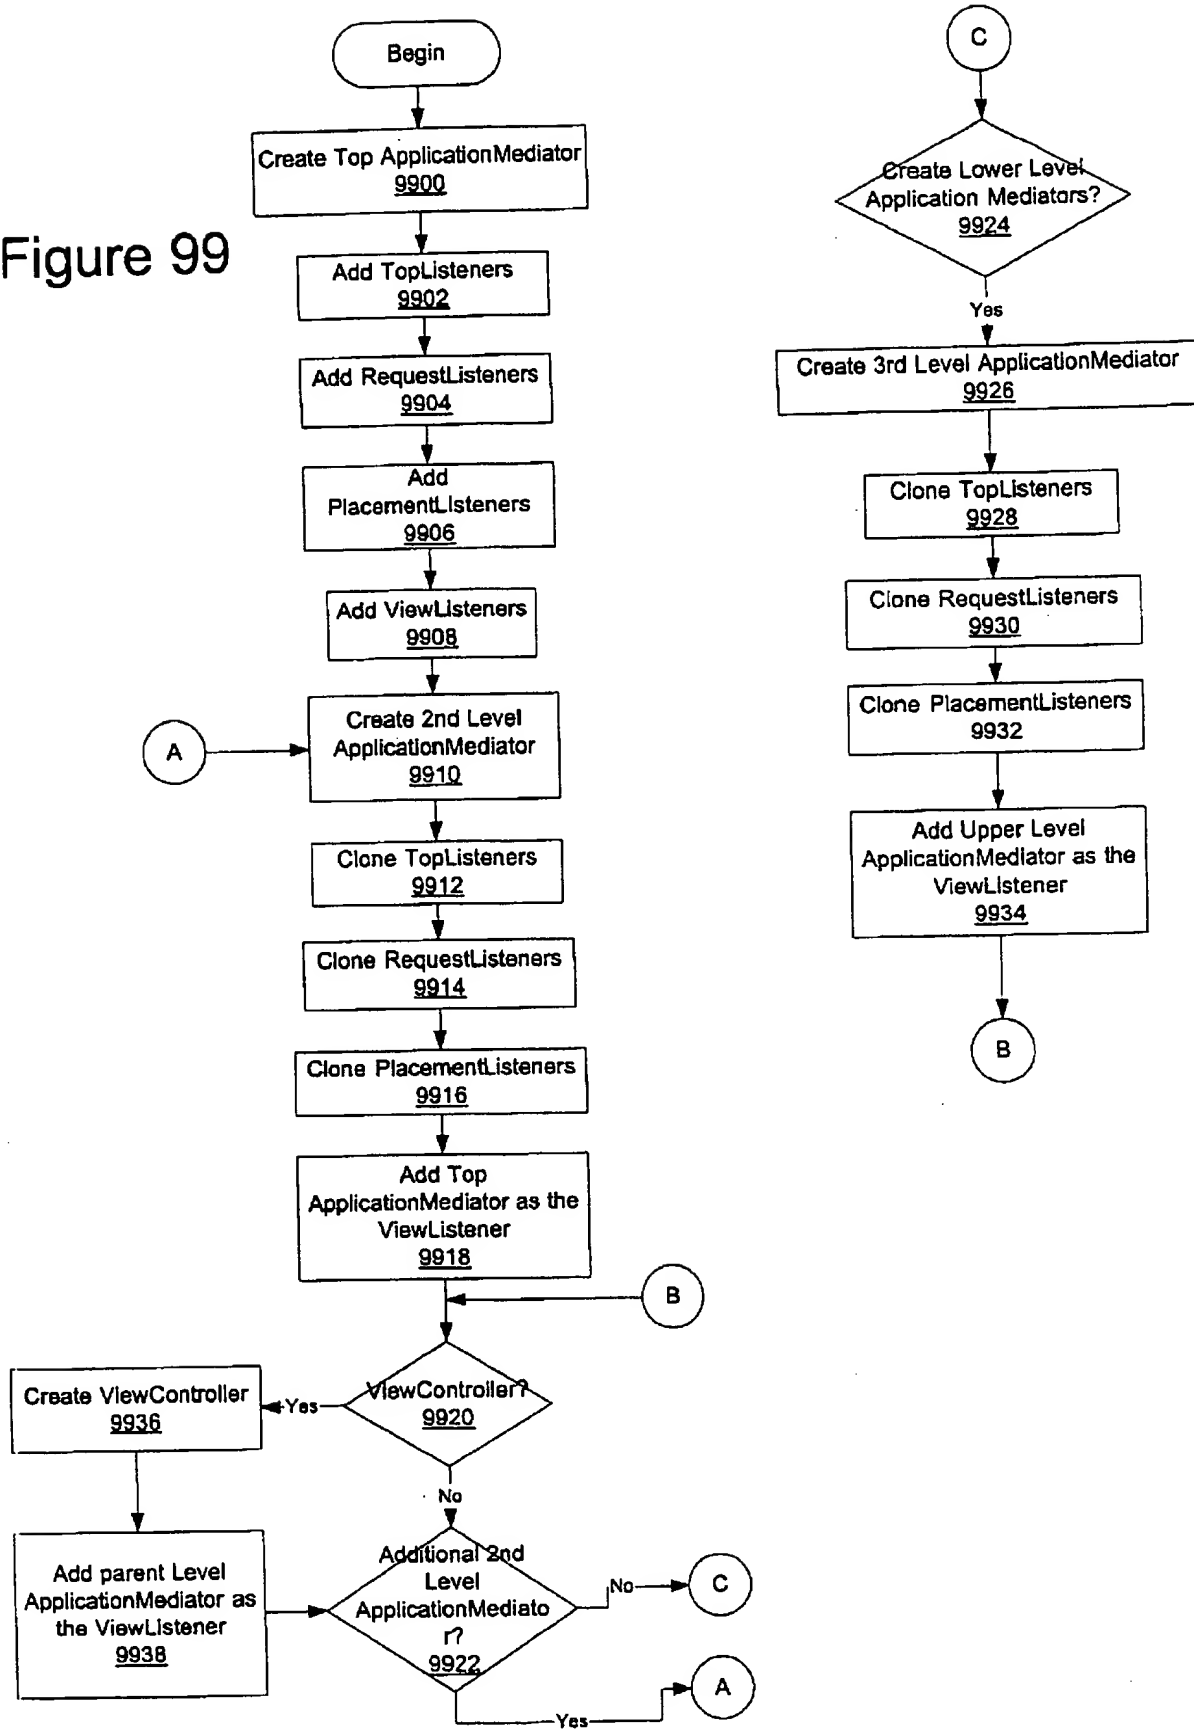 Figure 99
Begin
Create Top ApplicationMediator
9900
Add TopListeners
9902
Add RequestListeners
9904
Add
PlacementListeners
9906
Add ViewListeners
9908
A
Create 2nd Level
ApplicationMediator
9910
Clone TopListeners
9912
Clone RequestListeners
9914
Clone PlacementListeners
9916
Add Top
ApplicationMediator as the
ViewListener
9918
B
ViewController?
9920
Yes
Create ViewController
9936
Add parent Level
ApplicationMediator as
the ViewListener
9938
No
Additional 2nd
Level
ApplicationMediato
r?
9922
No
C
Yes
A
C
Create Lower Level
Application Mediators?
9924
Yes
Create 3rd Level ApplicationMediator
9926
Clone TopListeners
9928
Clone RequestListeners
9930
Clone PlacementListeners
9932
Add Upper Level
ApplicationMediator as the
ViewListener
9934
B